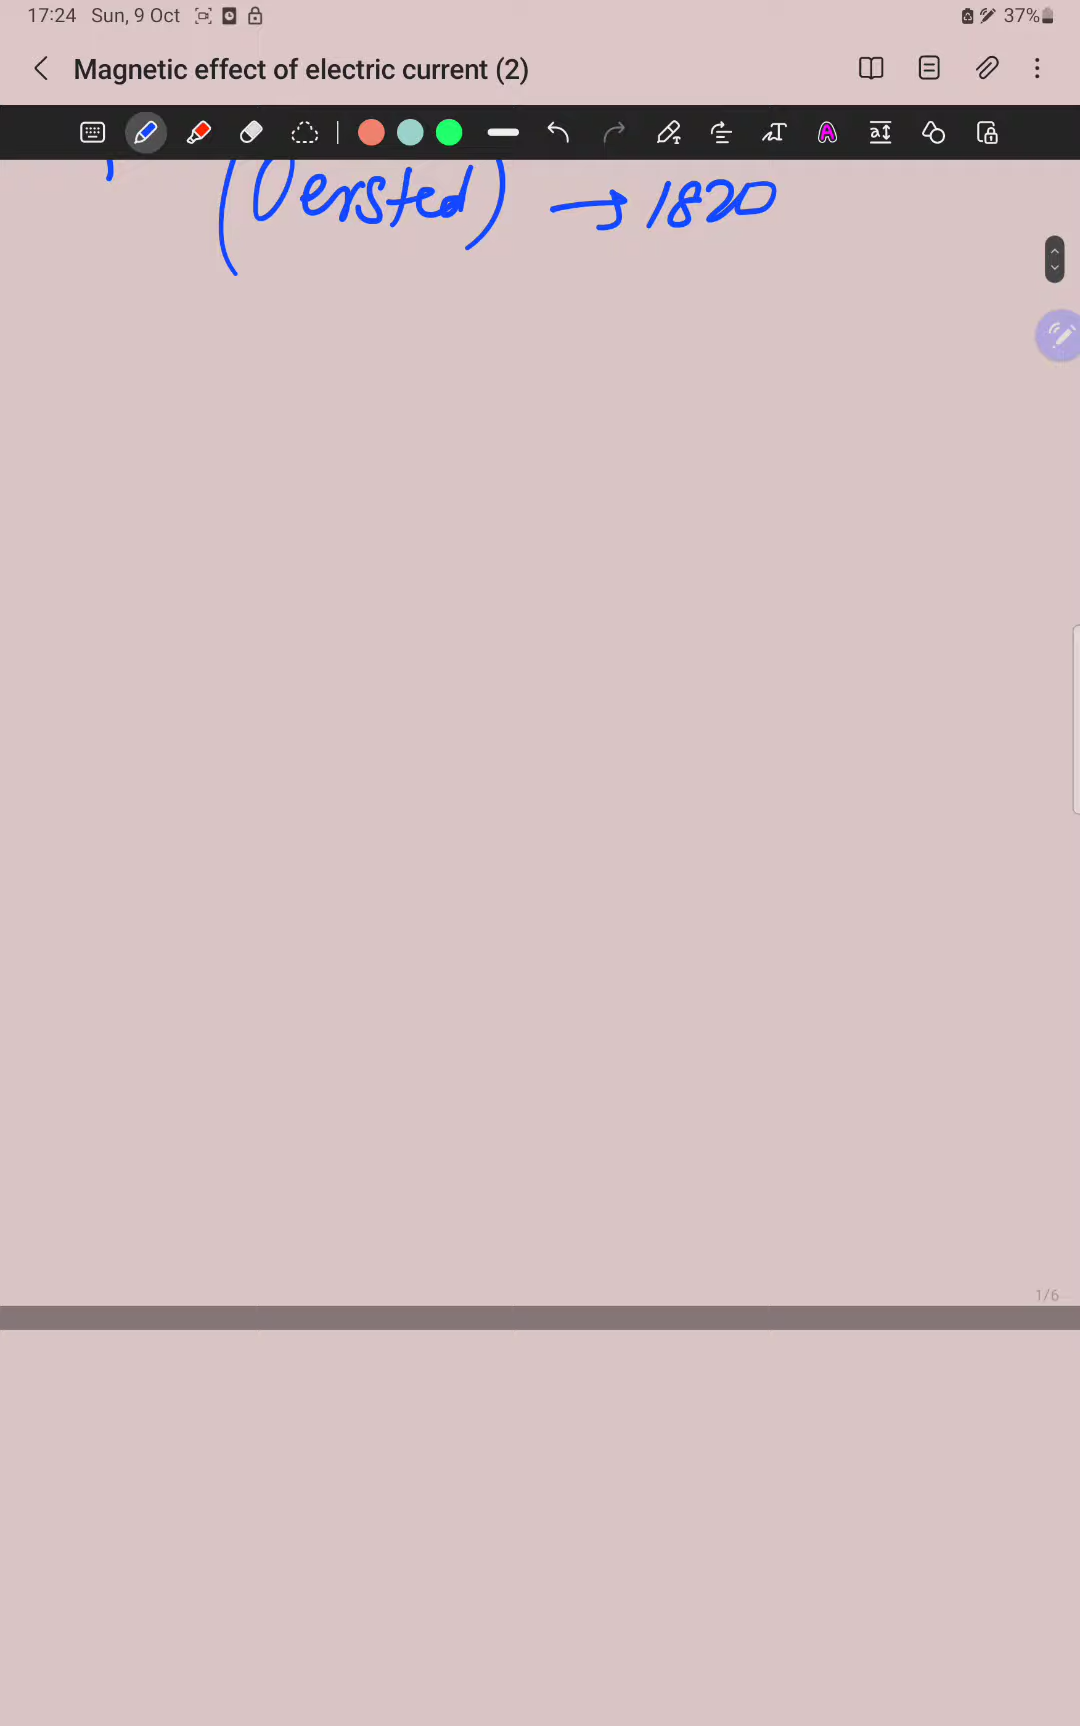 17:24 Sun, 9 Oct 37%
Magnetic effect of electric current (2)
(Oersted) → 1820
1/6